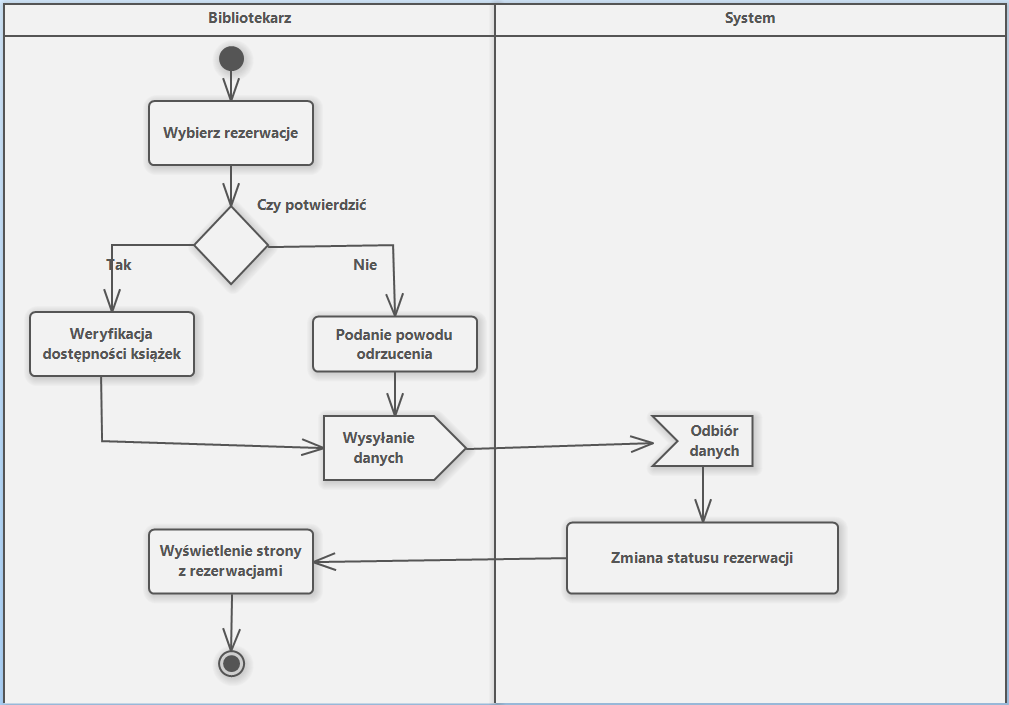 Bibliotekarz
System
Wybierz rezerwacje
Czy potwierdzić
Tak
Nie
Weryfikacja
dostępności książek
Podanie powodu
odrzucenia
Wysyłanie
danych
Odbiór
danych
Wyświetlenie strony
z rezerwacjami
Zmiana statusu rezerwacji